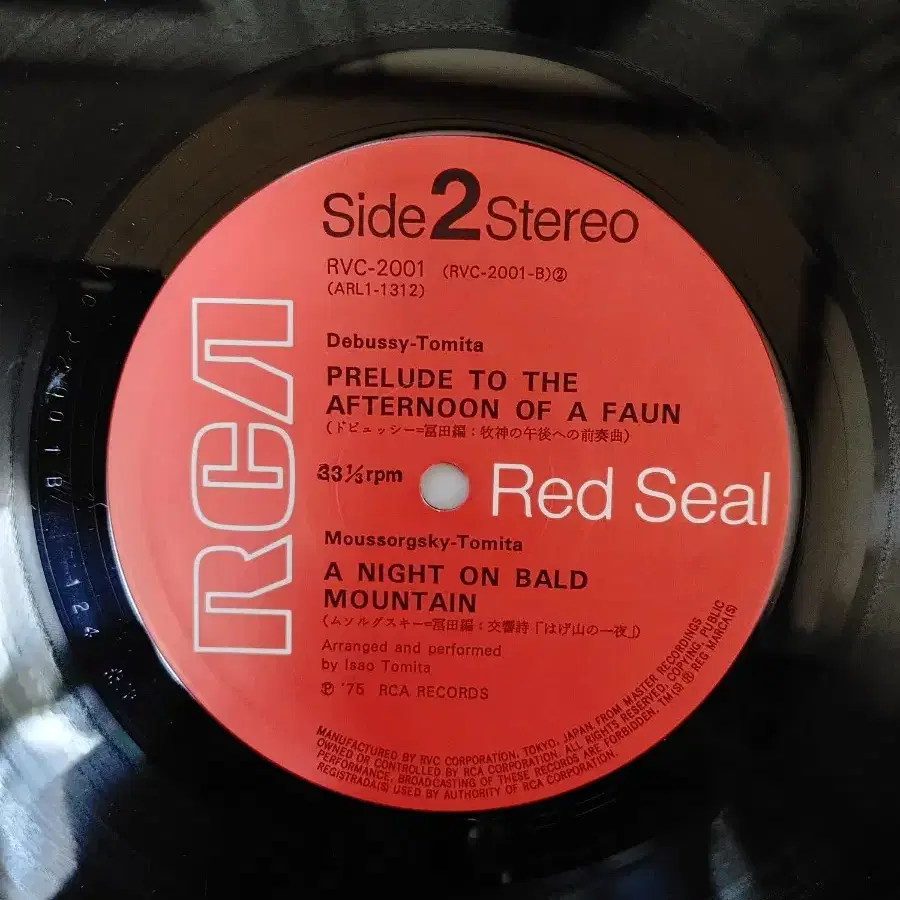 Side 2 Stereo
RVC-2001 (RVC-2001-B)②
(ARL1-1312)
Debussy-Tomita
PRELUDE TO THE
AFTERNOON OF A FAUN
(ドビュッシー=冨田編:牧神の午後への前奏曲)
33⅓rpm
Red Seal
RCA
Moussorgsky-Tomita
A NIGHT ON BALD
MOUNTAIN
(ムソルグスキー=冨田編:交響詩「はげ山の一夜」)
Arranged and performed
by Isao Tomita
Ⓟ '75 RCA RECORDS
MANUFACTURED BY RVC CORPORATION, TOKYO, JAPAN FROM MASTER RECORDINGS
OWNED OR CONTROLLED BY RCA CORPORATION. ALL RIGHTS RESERVED. COPYING, PUBLIC
PERFORMANCE, BROADCASTING OF THESE RECORDS ARE FORBIDDEN. TM(S) ® REG MARCA(S)
REGISTRADA(S) USED BY AUTHORITY OF RCA CORPORATION.